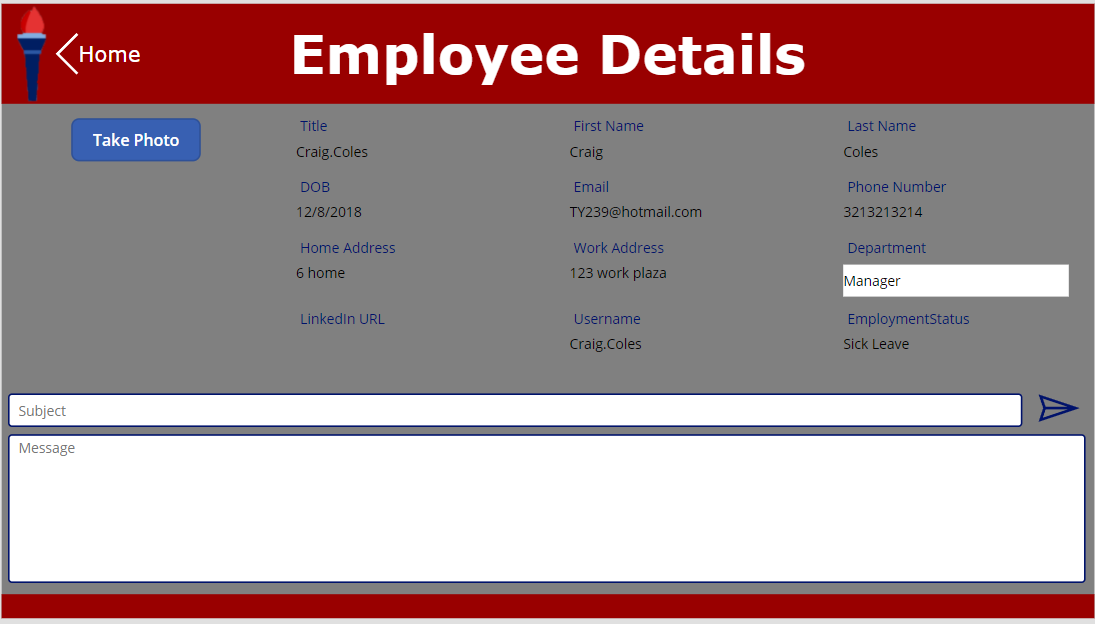 Home
Employee Details
Take Photo
Title First Name Last Name
Craig.Coles Craig Coles
DOB Email Phone Number
12/8/2018 TY239@hotmail.com 3213213214
Home Address Work Address Department
6 home 123 work plaza Manager
LinkedIn URL Username EmploymentStatus
Craig.Coles Sick Leave
Subject
Message